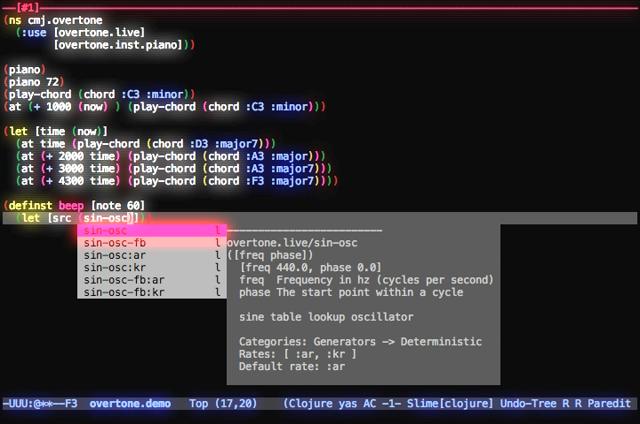 [#1]
(ns cmj.overtone
(:use [overtone.live]
[overtone.inst.piano]))
(piano)
(piano 72)
(play-chord (chord :C3 :minor))
(at (+ 1000 (now) ) (play-chord (chord :C3 :minor)))
(let [time (now)]
(at time (play-chord (chord :D3 :major7)))
(at (+ 2000 time) (play-chord (chord :A3 :major)))
(at (+ 3000 time) (play-chord (chord :A3 :major7)))
(at (+ 4300 time) (play-chord (chord :F3 :major7))))
(definst beep [note 60]
(let [src (sin-osc)]))
sin-osc l
sin-osc-fb l
sin-osc:ar l
sin-osc:kr l
sin-osc-fb:ar l
sin-osc-fb:kr l
-------------------------
overtone.live/sin-osc
([freq phase])
[freq 440.0, phase 0.0]
freq Frequency in hz (cycles per second)
phase The start point within a cycle
sine table lookup oscillator
Categories: Generators -> Deterministic
Rates: [ :ar, :kr ]
Default rate: :ar
-UUU:@**--F3 overtone.demo Top (17,20) (Clojure yas AC -1- Slime[clojure] Undo-Tree R R Paredit